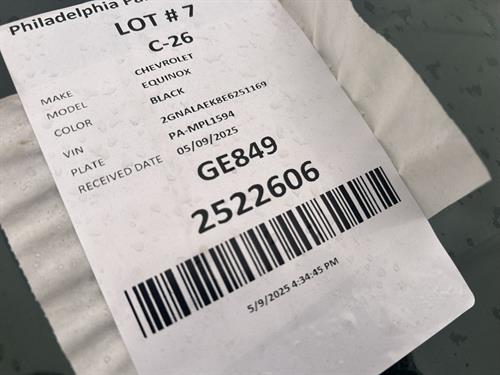 Philadelphia
LOT # 7
C-26
MAKE CHEVROLET
MODEL EQUINOX
COLOR BLACK
VIN 2GNALAEK8E6251169
PLATE PA-MPL1594
RECEIVED DATE 05/09/2025
GE849
2522606
5/9/2025 4:34:45 PM